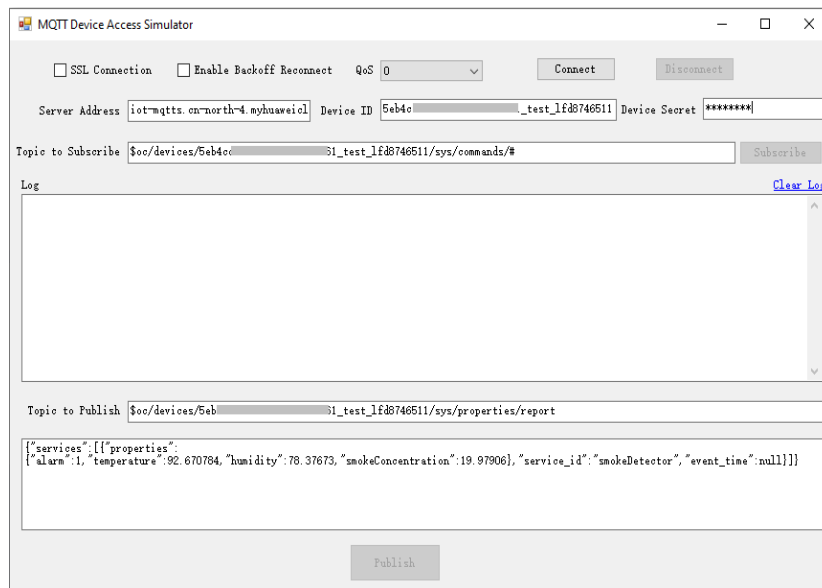 MQTT Device Access Simulator
SSL Connection Enable Backoff Reconnect QoS 0 Connect Disconnect
Server Address iot-mqtts.cn-north-4.myhuaweicl Device ID 5eb4c _test_lfd8746511 Device Secret ********
Topic to Subscribe $oc/devices/5eb4cc 61_test_lfd8746511/sys/commands/# Subscribe
Log Clear Log
Topic to Publish $oc/devices/5eb 61_test_lfd8746511/sys/properties/report
{"services":[{"properties":
{"alarm":1,"temperature":92.670784,"humidity":78.37673,"smokeConcentration":19.97906},"service_id":"smokeDetector","event_time":null}]}
Publish